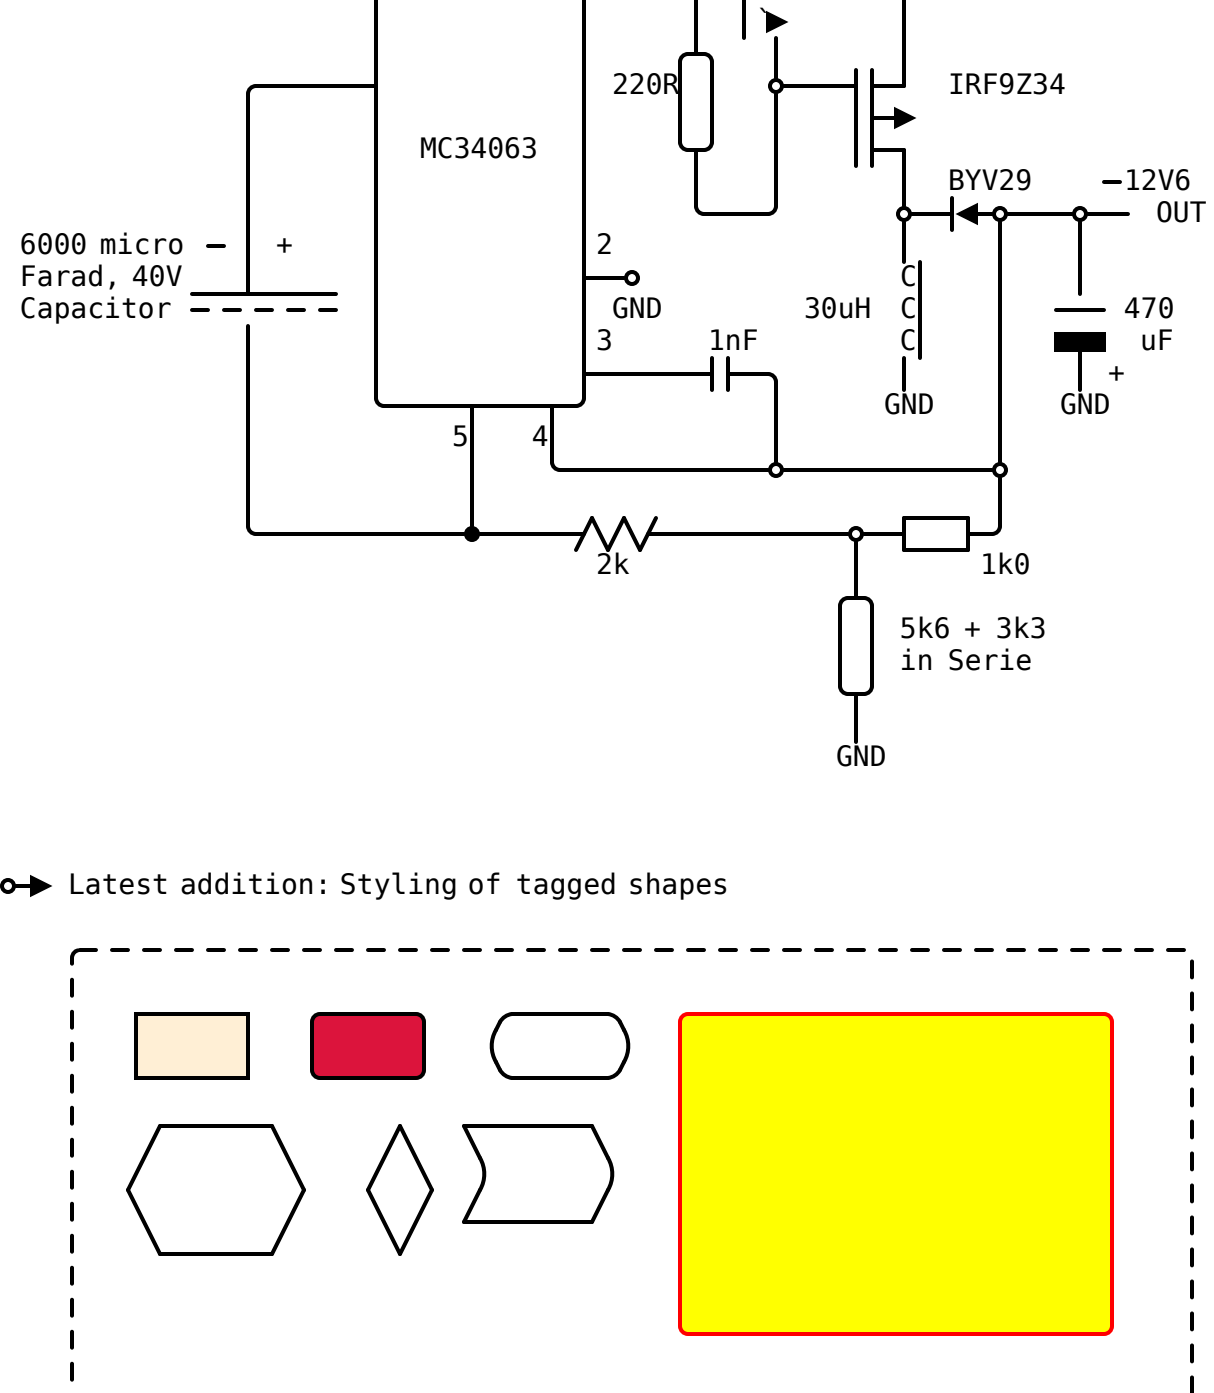 220R
IRF9Z34
MC34063
BYV29
-12V6
OUT
6000 micro - +
Farad, 40V
Capacitor
2
GND
3
1nF
30uH
C
C
C
GND
470
uF
+
GND
5
4
2k
1k0
5k6 + 3k3
in Serie
GND
Latest addition: Styling of tagged shapes